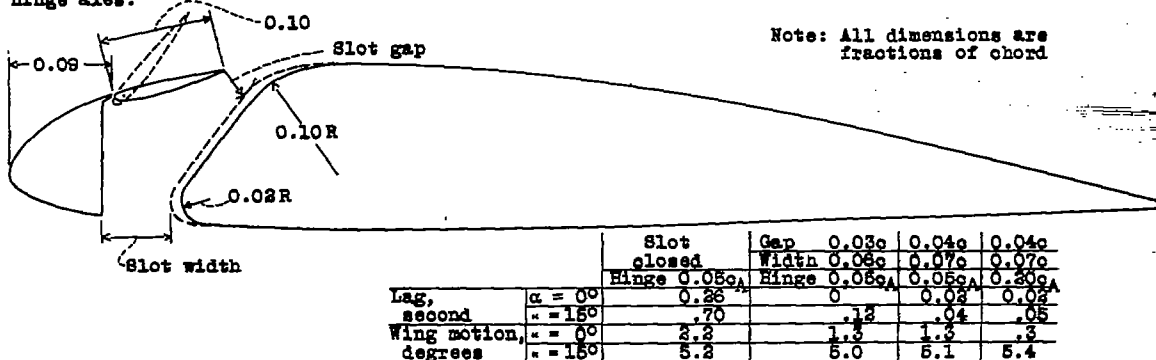 hinge axes.
0.10
Slot gap
Note: All dimensions are
fractions of chord
0.09
0.10R
0.02R
Slot width
Slot closed | Gap 0.03c | 0.04c | 0.04c
Width 0.06c | 0.07c | 0.07c
Hinge 0.05cA | Hinge 0.05cA | 0.05cA | 0.20cA
Lag, second | α = 0° | 0.26 | 0 | 0.02 | 0.02
" = 15° | .70 | .12 | .04 | .05
Wing motion, degrees | " = 0° | 2.2 | 1.3 | 1.3 | .3
" = 15° | 5.2 | 5.0 | 5.1 | 5.4